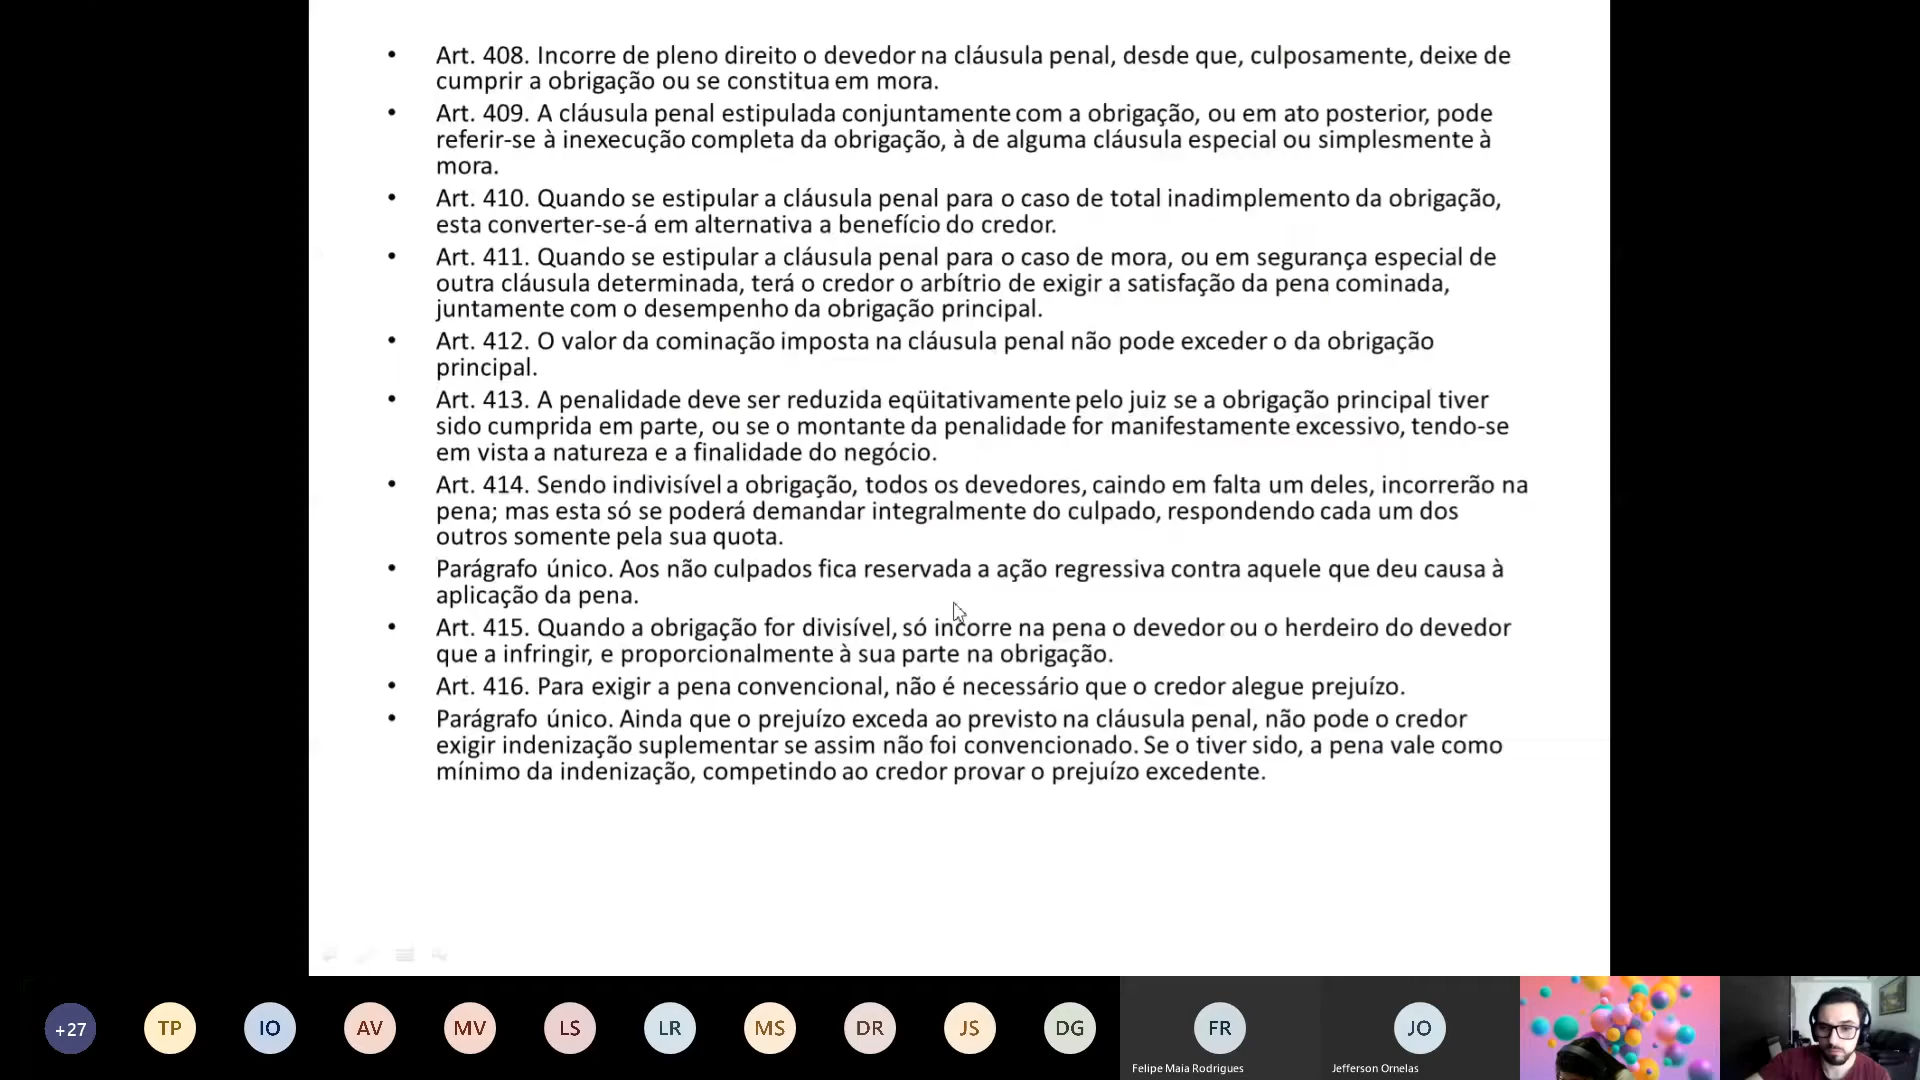 • Art. 408. Incorre de pleno direito o devedor na cláusula penal, desde que, culposamente, deixe de
cumprir a obrigação ou se constitua em mora.
• Art. 409. A cláusula penal estipulada conjuntamente com a obrigação, ou em ato posterior, pode
referir-se à inexecução completa da obrigação, à de alguma cláusula especial ou simplesmente à
mora.
• Art. 410. Quando se estipular a cláusula penal para o caso de total inadimplemento da obrigação,
esta converter-se-á em alternativa a benefício do credor.
• Art. 411. Quando se estipular a cláusula penal para o caso de mora, ou em segurança especial de
outra cláusula determinada, terá o credor o arbítrio de exigir a satisfação da pena cominada,
juntamente com o desempenho da obrigação principal.
• Art. 412. O valor da cominação imposta na cláusula penal não pode exceder o da obrigação
principal.
• Art. 413. A penalidade deve ser reduzida eqüitativamente pelo juiz se a obrigação principal tiver
sido cumprida em parte, ou se o montante da penalidade for manifestamente excessivo, tendo-se
em vista a natureza e a finalidade do negócio.
• Art. 414. Sendo indivisível a obrigação, todos os devedores, caindo em falta um deles, incorrerão na
pena; mas esta só se poderá demandar integralmente do culpado, respondendo cada um dos
outros somente pela sua quota.
• Parágrafo único. Aos não culpados fica reservada a ação regressiva contra aquele que deu causa à
aplicação da pena.
• Art. 415. Quando a obrigação for divisível, só incorre na pena o devedor ou o herdeiro do devedor
que a infringir, e proporcionalmente à sua parte na obrigação.
• Art. 416. Para exigir a pena convencional, não é necessário que o credor alegue prejuízo.
• Parágrafo único. Ainda que o prejuízo exceda ao previsto na cláusula penal, não pode o credor
exigir indenização suplementar se assim não foi convencionado. Se o tiver sido, a pena vale como
mínimo da indenização, competindo ao credor provar o prejuízo excedente.
+27 TP IO AV MV LS LR MS DR JS DG FR JO
Felipe Maia Rodrigues Jefferson Ornelas